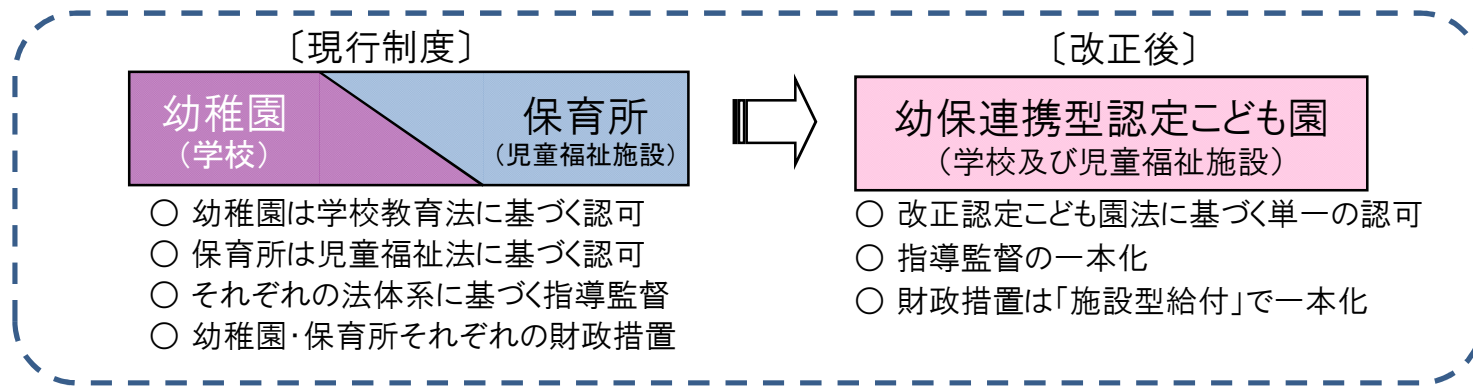 〔現行制度〕
幼稚園
(学校)
保育所
(児童福祉施設)
○ 幼稚園は学校教育法に基づく認可
○ 保育所は児童福祉法に基づく認可
○ それぞれの法体系に基づく指導監督
○ 幼稚園・保育所それぞれの財政措置
〔改正後〕
幼保連携型認定こども園
(学校及び児童福祉施設)
○ 改正認定こども園法に基づく単一の認可
○ 指導監督の一本化
○ 財政措置は「施設型給付」で一本化